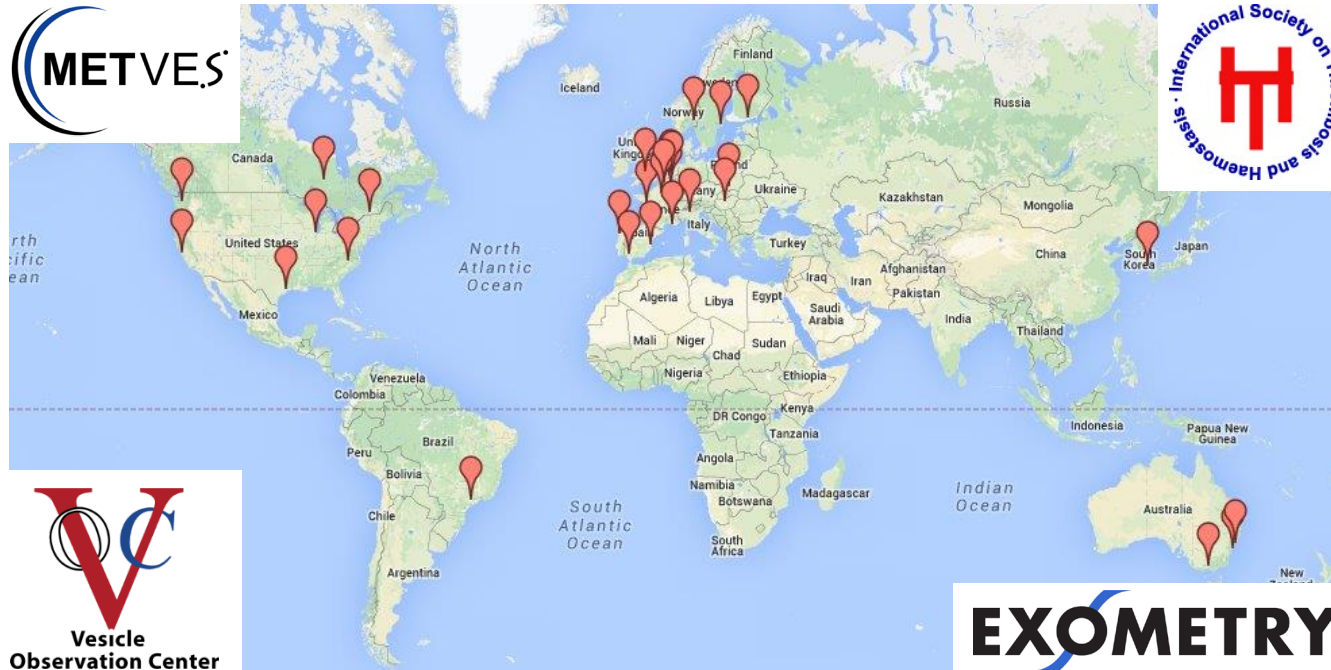 METVES
International Society on Thrombosis and Haemostasis ·
Finland
Iceland
Sweden
Russia
Norway
United
Kingdom
Canada
Ukraine
Kazakhstan
Mongolia
Italy
North
Atlantic
Ocean
United States
Turkey
China
South
Korea
Japan
Iraq
Iran
Afghanistan
Pakistan
Algeria
Libya
Egypt
Saudi
Arabia
Mexico
India
Mali
Niger
Chad
Sudan
Thailand
Nigeria
Ethiopia
Venezuela
Colombia
DR Congo
Kenya
Tanzania
Indonesia
Papua New
Guinea
Brazil
Peru
Bolivia
Angola
Namibia
Botswana
Madagascar
Indian
Ocean
Australia
Chile
South
Atlantic
Ocean
South
Africa
Argentina
New
VOC
Vesicle
Observation Center
EXOMETRY